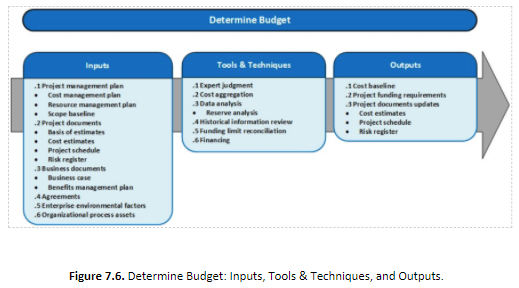 Determine Budget
Inputs
.1 Project management plan
• Cost management plan
• Resource management plan
• Scope baseline
.2 Project documents
• Basis of estimates
• Cost estimates
• Project schedule
• Risk register
.3 Business documents
• Business case
• Benefits management plan
.4 Agreements
.5 Enterprise environmental factors
.6 Organizational process assets
Tools & Techniques
.1 Expert judgment
.2 Cost aggregation
.3 Data analysis
• Reserve analysis
.4 Historical information review
.5 Funding limit reconciliation
.6 Financing
Outputs
.1 Cost baseline
.2 Project funding requirements
.3 Project documents updates
• Cost estimates
• Project schedule
• Risk register
Figure 7.6. Determine Budget: Inputs, Tools & Techniques, and Outputs.